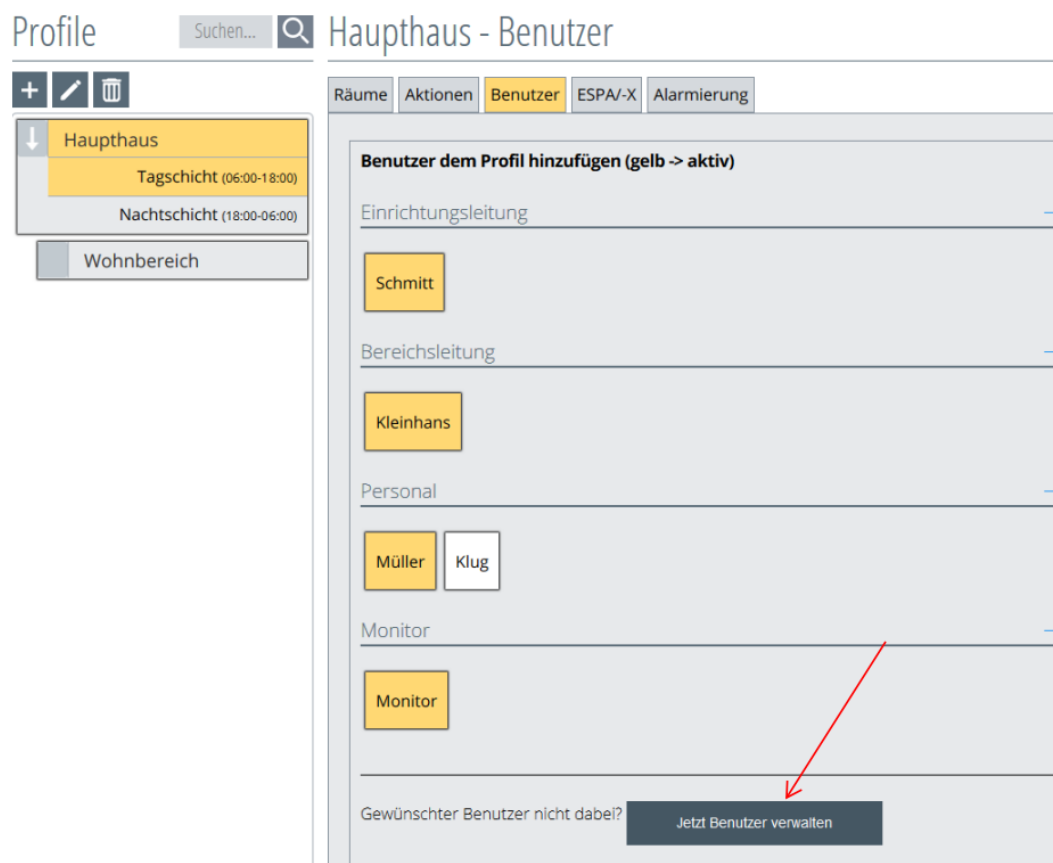 Profile
Suchen...
Haupthaus
Tagschicht (06:00-18:00)
Nachtschicht (18:00-06:00)
Wohnbereich
Haupthaus - Benutzer
Räume Aktionen Benutzer ESPA/-X Alarmierung
Benutzer dem Profil hinzufügen (gelb -> aktiv)
Einrichtungsleitung
Schmitt
Bereichsleitung
Kleinhans
Personal
Müller Klug
Monitor
Monitor
Gewünschter Benutzer nicht dabei? Jetzt Benutzer verwalten